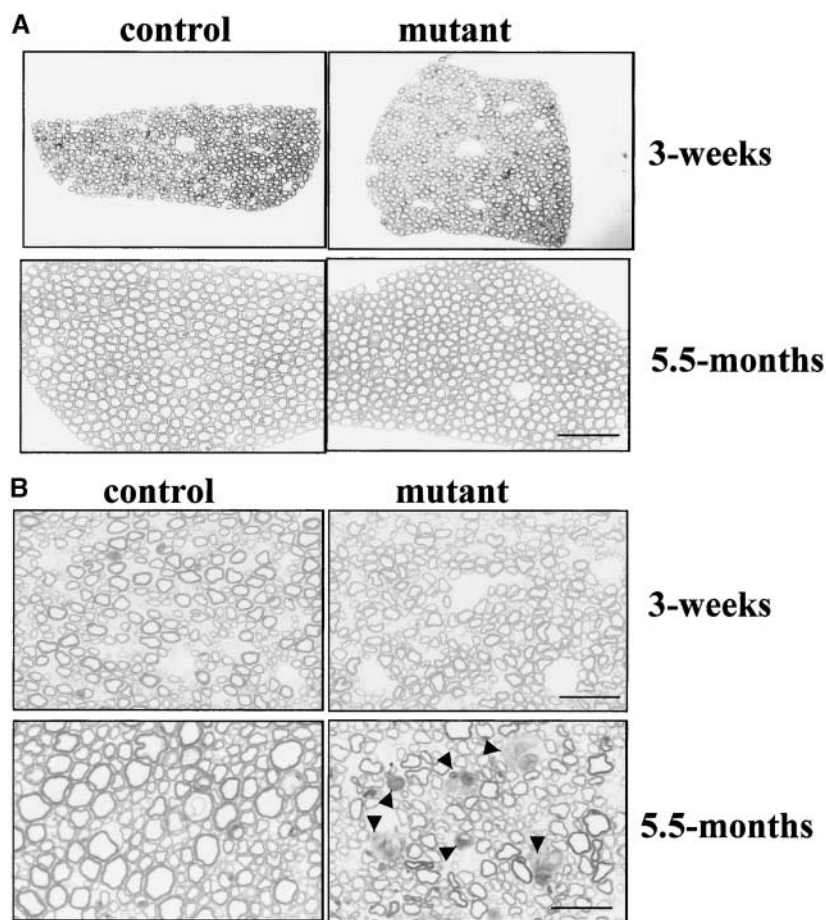 A
control mutant
3-weeks
5.5-months
B
control mutant
3-weeks
5.5-months